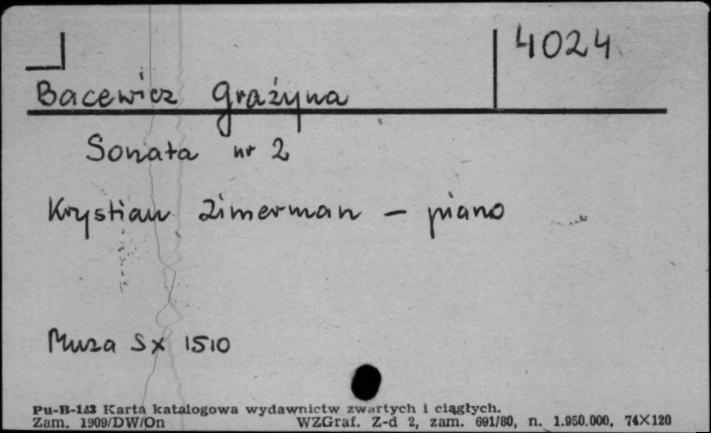 4024
Bacewicz Grażyna
Sonata nr 2
Krystian Zimerman – piano
Muza Sx 1510
Pu-B-143 Karta katalogowa wydawnictw zwartych i ciągłych.
Zam. 1909/DW/On WZGraf. Z-d 2, zam. 691/80, n. 1.950.000, 74X120